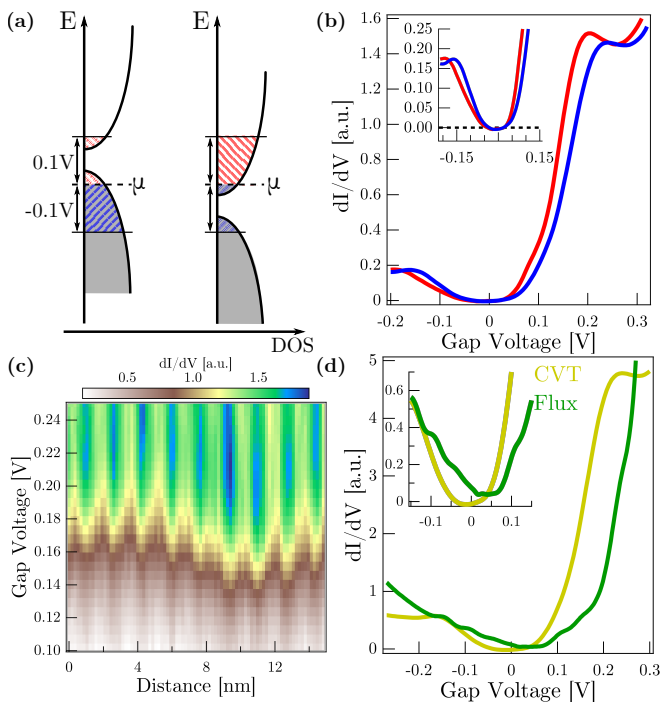 (a)
E
E
0.1V
-0.1V
μ
μ
DOS
(b)
dI/dV [a.u.]
1.6
1.4
1.2
1.0
0.8
0.6
0.4
0.2
0
0.25
0.20
0.15
0.10
0.05
0.00
-0.15
0.15
-0.2
-0.1
0
0.1
0.2
0.3
Gap Voltage [V]
(c)
dI/dV [a.u.]
0.5
1.0
1.5
Gap Voltage [V]
0.24
0.22
0.20
0.18
0.16
0.14
0.12
0.10
0
4
8
12
Distance [nm]
(d)
dI/dV [a.u.]
5
4
3
2
1
0
CVT
Flux
0.6
0.4
0.2
0
-0.1
0
0.1
-0.2
-0.1
0
0.1
0.2
0.3
Gap Voltage [V]